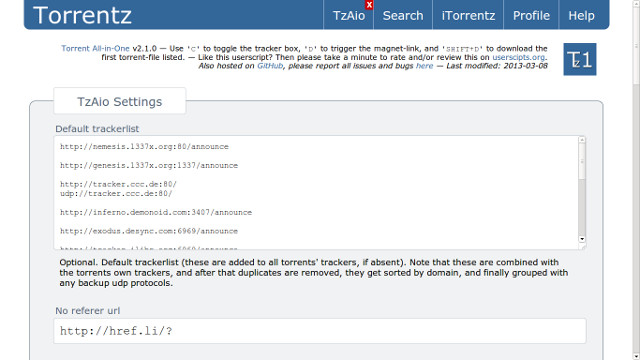 Torrentz
TzAio
X
Search
iTorrentz
Profile
Help
Torrent All-in-One v2.1.0 — Use 'C' to toggle the tracker box, 'D' to trigger the magnet-link, and 'SHIFT+D' to download the
first torrent-file listed. — Like this userscript? Then please take a minute to rate and/or review this on userscipts.org.
Also hosted on GitHub, please report all issues and bugs here — Last modified: 2013-03-08
TzAio Settings
Default trackerlist
http://nemesis.1337x.org:80/announce
http://genesis.1337x.org:1337/announce
http://tracker.ccc.de:80/
udp://tracker.ccc.de:80/
http://inferno.demonoid.com:3407/announce
http://exodus.desync.com:6969/announce
Optional. Default trackerlist (these are added to all torrents' trackers, if absent). Note that these are combined with
the torrents own trackers, and after that duplicates are removed, they get sorted by domain, and finally grouped with
any backup udp protocols.
No referer url
http://href.li/?